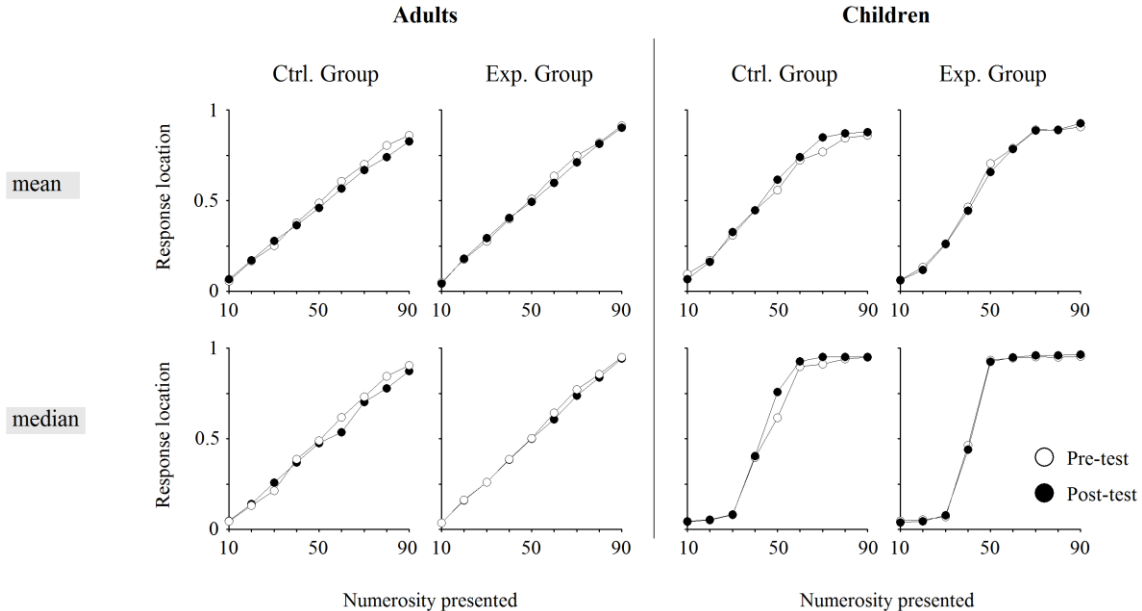 Adults Children
Ctrl. Group Exp. Group Ctrl. Group Exp. Group
mean
Response location
1
0.5
0
10 50 90 10 50 90 10 50 90 10 50 90
median
Response location
1
0.5
0
10 50 90 10 50 90 10 50 90 10 50 90
Pre-test
Post-test
Numerosity presented Numerosity presented